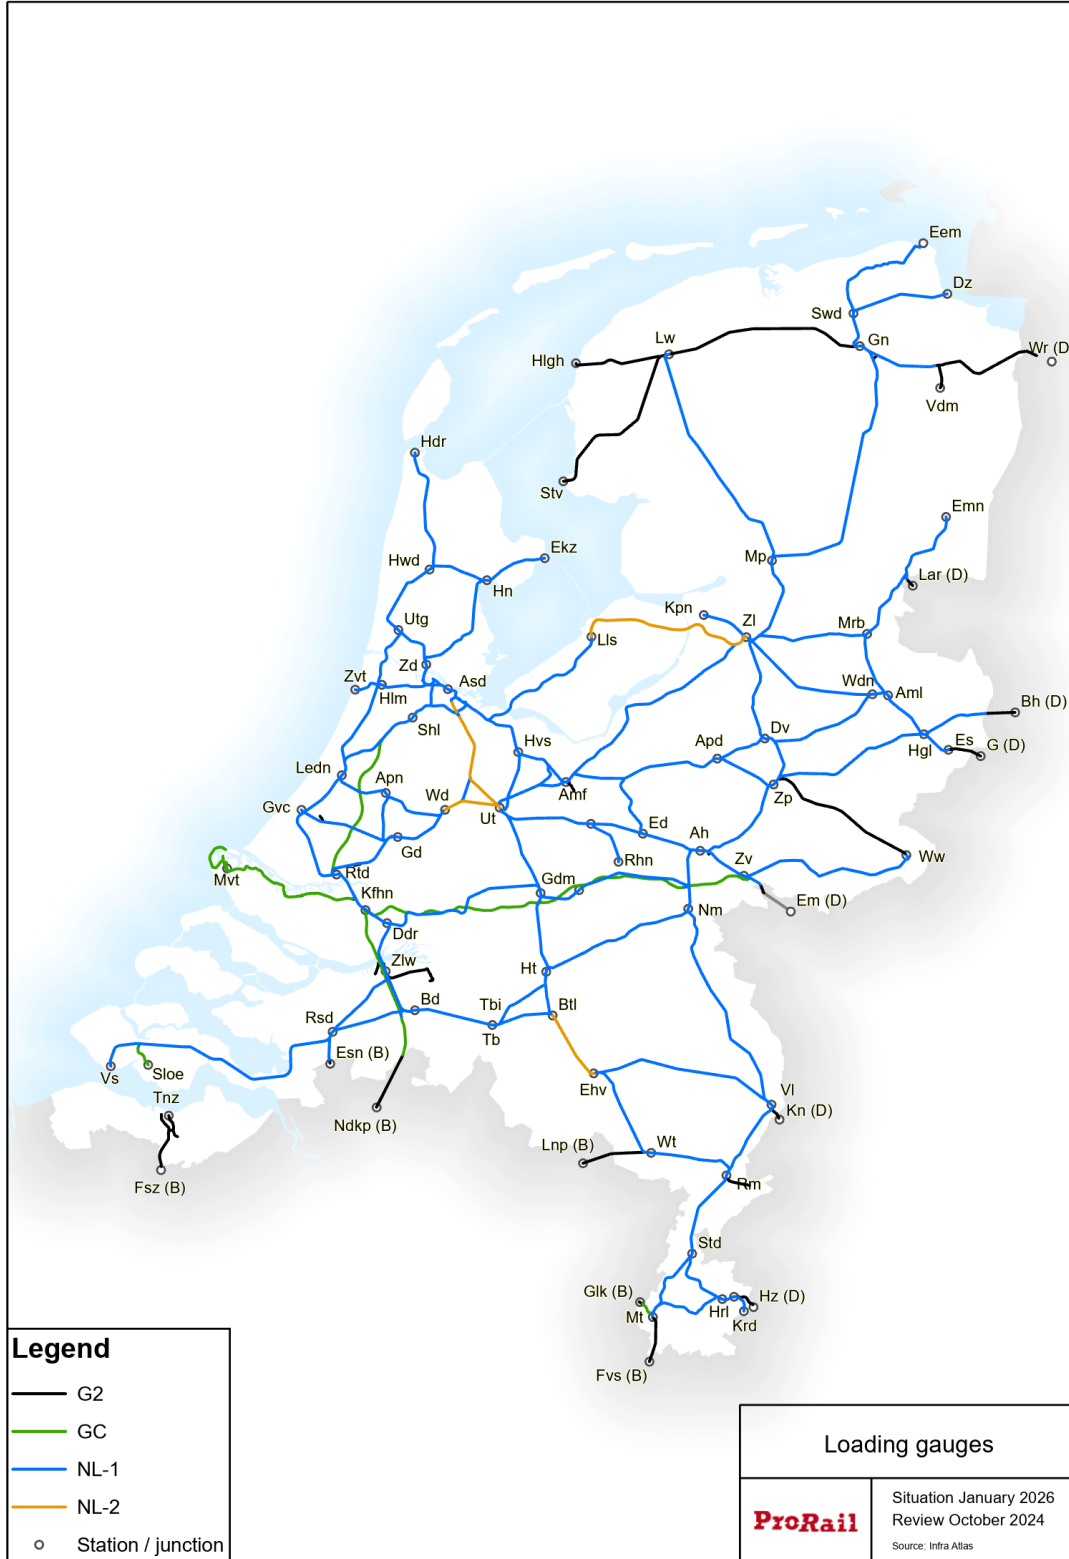 Eem
Dz
Swd
Gn
Lw
Wr (D
Hlgh
Vdm
Hdr
Stv
Emn
Ekz
Hwd
Mp
Hn
Lar (D)
Kpn
Utg
Zl
Mrb
Lls
Zd
Zvt
Asd
Wdn
Hlm
Aml
Bh (D)
Shl
Dv
Hvs
Apd
Es
G (D)
Hgl
Ledn
Apn
Amf
Zp
Gvc
Wd
Ut
Ed
Ah
Gd
Rhn
Zv
Ww
Mvt
Rtd
Gdm
Kfhn
Em (D)
Nm
Ddr
Zlw
Ht
Bd
Tbi
Btl
Rsd
Tb
Esn (B)
Vs
Sloe
Ehv
Tnz
Vl
Kn (D)
Ndkp (B)
Lnp (B)
Wt
Fsz (B)
Rm
Std
Glk (B)
Hz (D)
Mt
Hrl
Krd
Fvs (B)
Legend
G2
GC
NL-1
NL-2
Station / junction
Loading gauges
ProRail
Situation January 2026
Review October 2024
Source: Infra Atlas